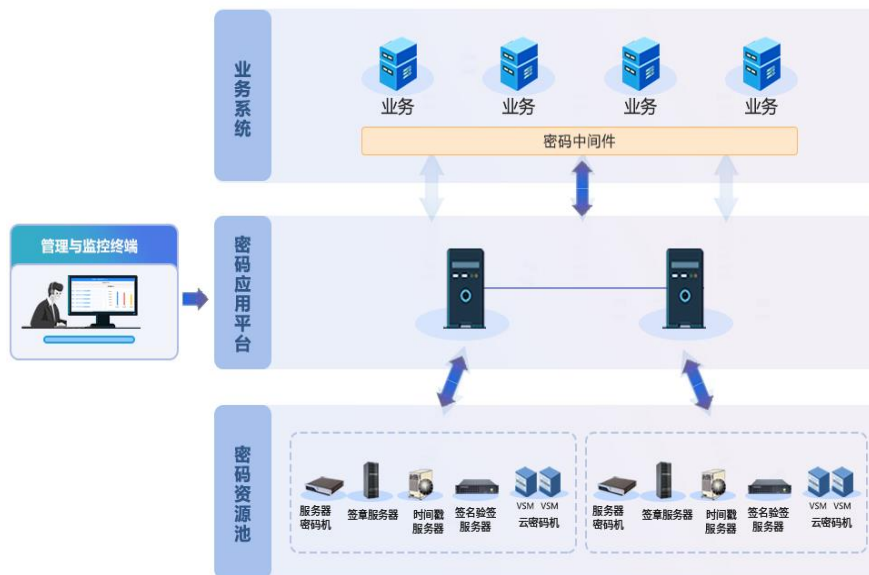 业务系统
业务
业务
业务
业务
密码中间件
管理与监控终端
密码应用平台
密码资源池
服务器
密码机
签章服务器
时间戳
服务器
签名验签
服务器
VSM VSM
云密码机
服务器
密码机
签章服务器
时间戳
服务器
签名验签
服务器
VSM VSM
云密码机